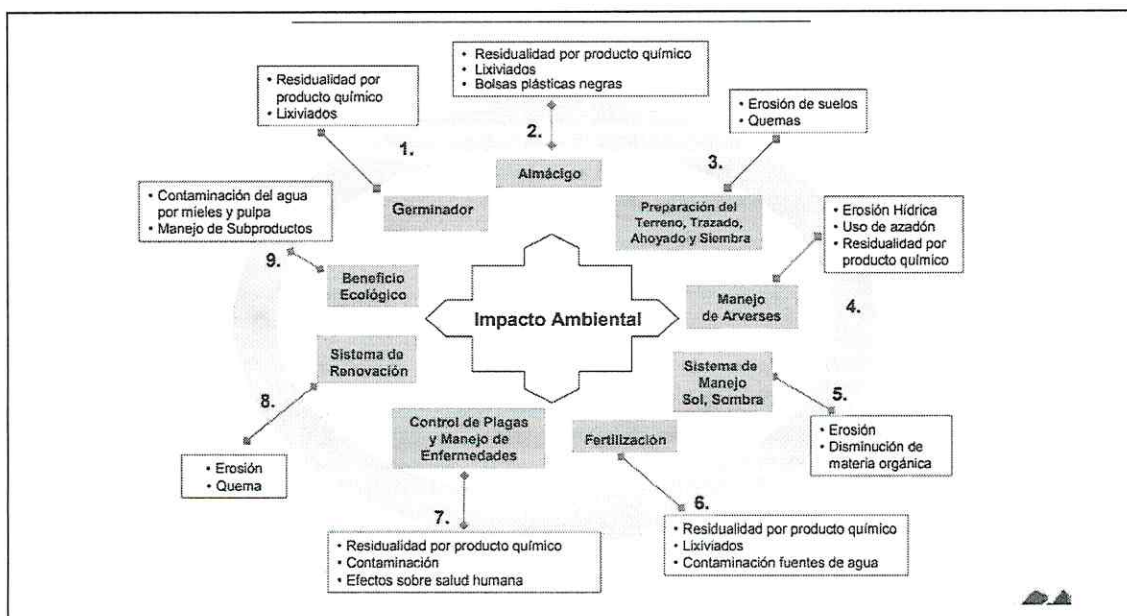 1.
• Residualidad por
producto químico
• Lixiviados
Germinador
2.
• Residualidad por producto químico
• Lixiviados
• Bolsas plásticas negras
Almácigo
3.
• Erosión de suelos
• Quemas
Preparación del
Terreno, Trazado,
Ahoyado y Siembra
4.
• Erosión Hídrica
• Uso de azadón
• Residualidad por
producto químico
Manejo
de Arverses
5.
Sistema de
Manejo
Sol, Sombra
• Erosión
• Disminución de
materia orgánica
6.
Fertilización
• Residualidad por producto químico
• Lixiviados
• Contaminación fuentes de agua
7.
Control de Plagas
y Manejo de
Enfermedades
• Residualidad por producto químico
• Contaminación
• Efectos sobre salud humana
8.
Sistema de
Renovación
• Erosión
• Quema
9.
• Contaminación del agua
por mieles y pulpa
• Manejo de Subproductos
Beneficio
Ecológico
Impacto Ambiental